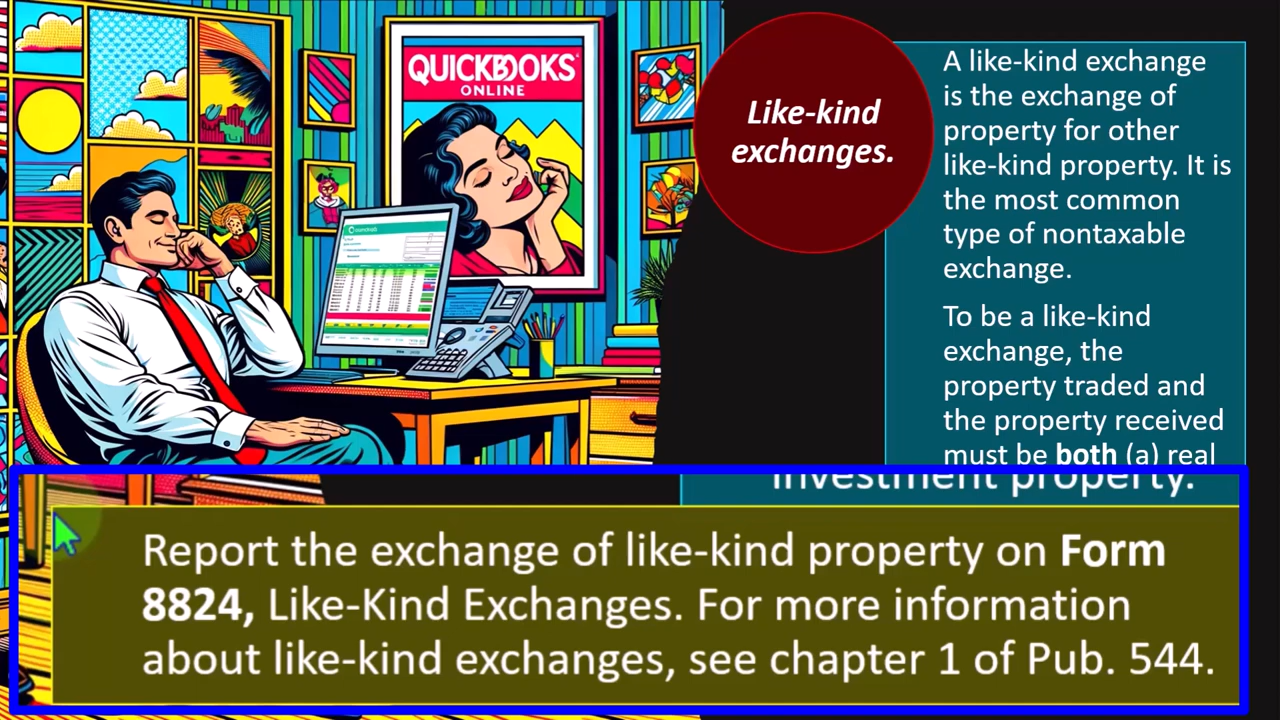 QUICKBOOKS
ONLINE
Like-kind
exchanges.
A like-kind exchange
is the exchange of
property for other
like-kind property. It is
the most common
type of nontaxable
exchange.
To be a like-kind
exchange, the
property traded and
the property received
must be both (a) real
investment property.
Report the exchange of like-kind property on Form
8824, Like-Kind Exchanges. For more information
about like-kind exchanges, see chapter 1 of Pub. 544.